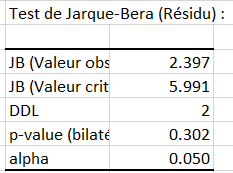 Test de Jarque-Bera (Résidu) :
JB (Valeur obs 2.397
JB (Valeur crit 5.991
DDL 2
p-value (bilaté 0.302
alpha 0.050